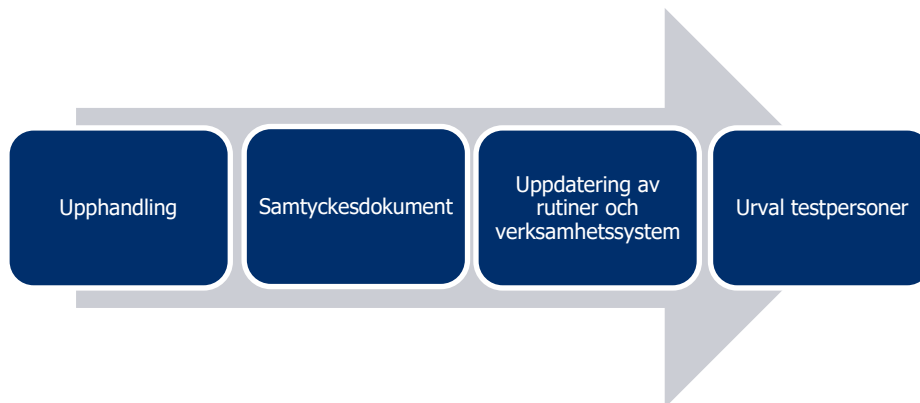 Upphandling
Samtyckesdokument
Uppdatering av
rutiner och
verksamhetssystem
Urval testpersoner